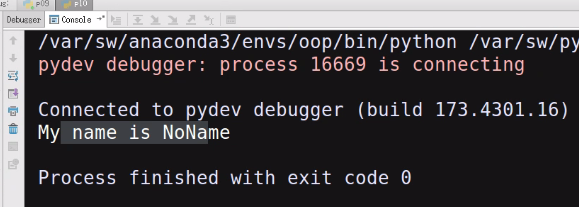 p09 p10
Debugger Console
/var/sw/anaconda3/envs/oop/bin/python /var/sw/py
pydev debugger: process 16669 is connecting
Connected to pydev debugger (build 173.4301.16)
My name is NoName
Process finished with exit code 0